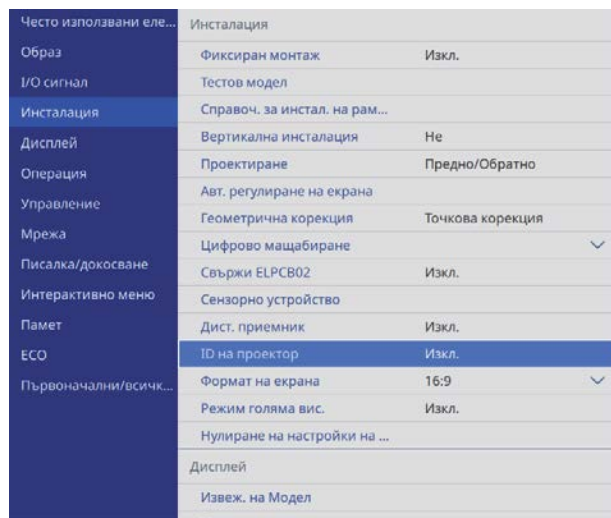 Често използвани еле...
Образ
I/O сигнал
Инсталация
Дисплей
Операция
Управление
Мрежа
Писалка/докосване
Интерактивно меню
Памет
ECO
Първоначални/всичк...
Инсталация
Фиксиран монтаж Изкл.
Тестов модел
Справоч. за инстал. на рам...
Вертикална инсталация Не
Проектиране Предно/Обратно
Авт. регулиране на екрана
Геометрична корекция Точкова корекция
Цифрово мащабиране
Свържи ELPCB02 Изкл.
Сензорно устройство
Дист. приемник Изкл.
ID на проектор Изкл.
Формат на екрана 16:9
Режим голяма вис. Изкл.
Нулиране на настройки на ...
Дисплей
Извеж. на Модел